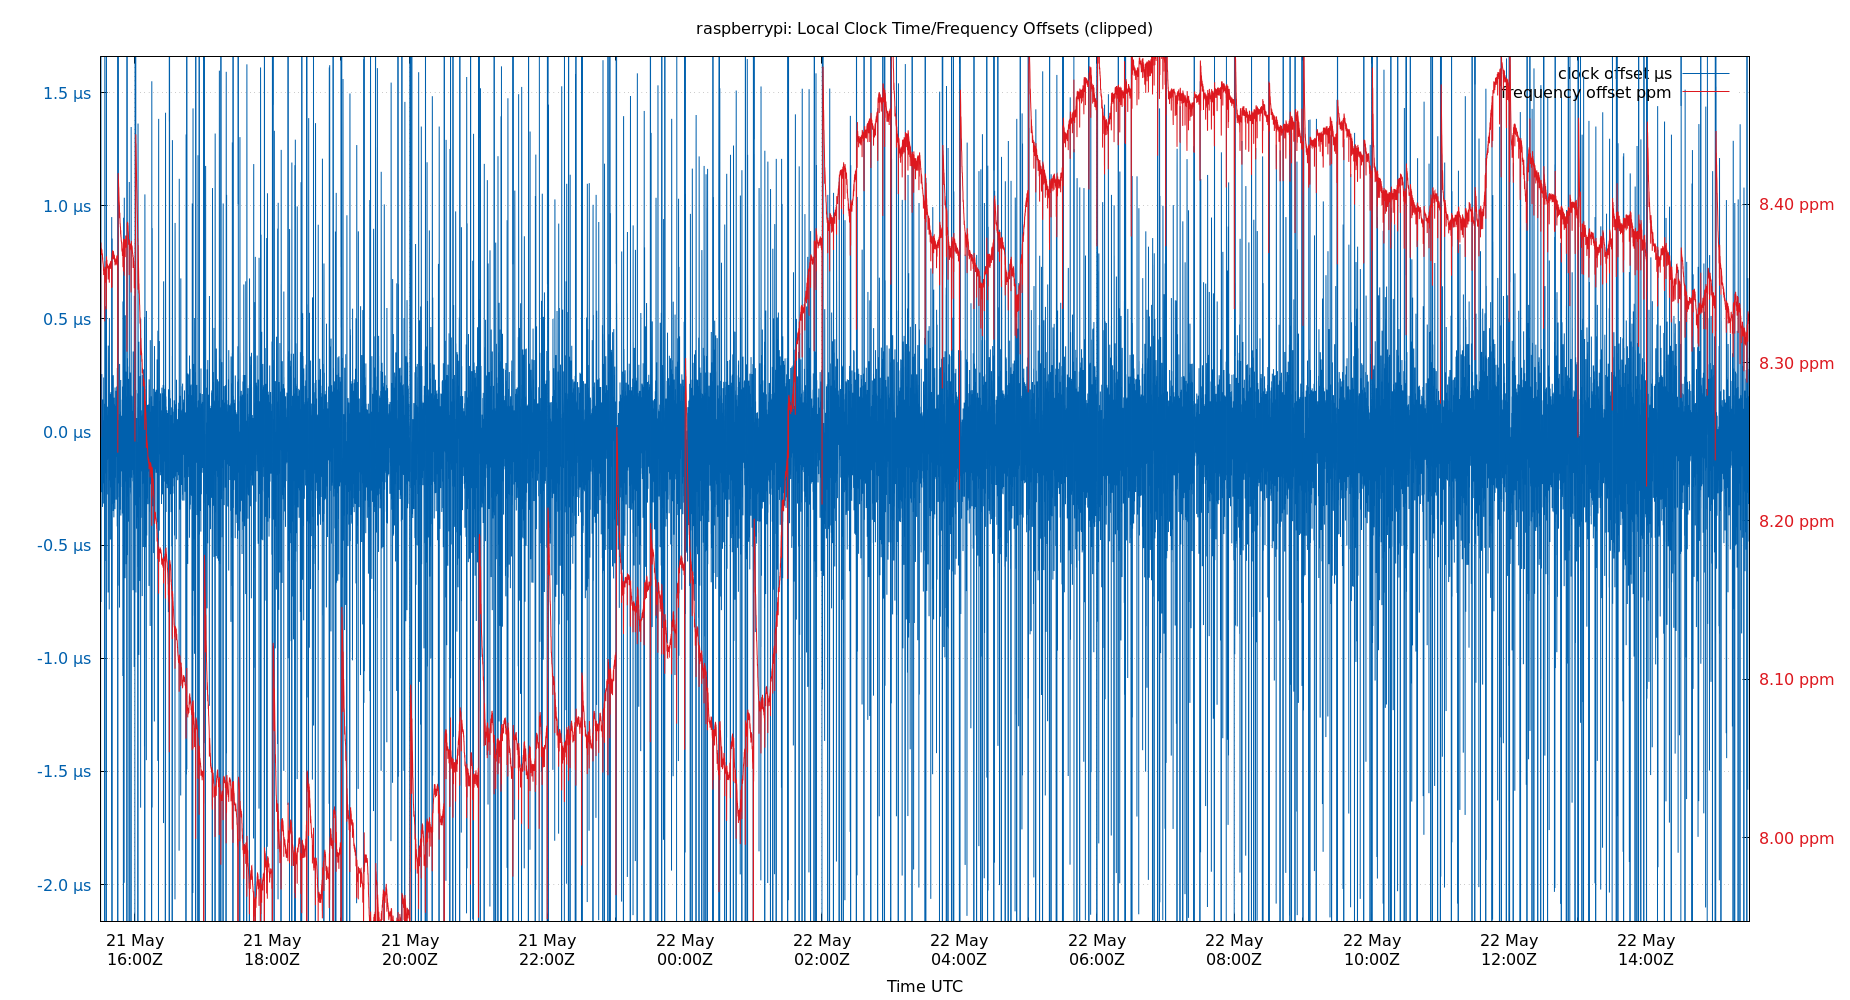 raspberrypi: Local Clock Time/Frequency Offsets (clipped)
clock offset µs
frequency offset ppm
1.5 µs
1.0 µs
0.5 µs
0.0 µs
-0.5 µs
-1.0 µs
-1.5 µs
-2.0 µs
8.40 ppm
8.30 ppm
8.20 ppm
8.10 ppm
8.00 ppm
21 May 21 May 21 May 21 May 22 May 22 May 22 May 22 May 22 May 22 May 22 May 22 May
16:00Z 18:00Z 20:00Z 22:00Z 00:00Z 02:00Z 04:00Z 06:00Z 08:00Z 10:00Z 12:00Z 14:00Z
Time UTC